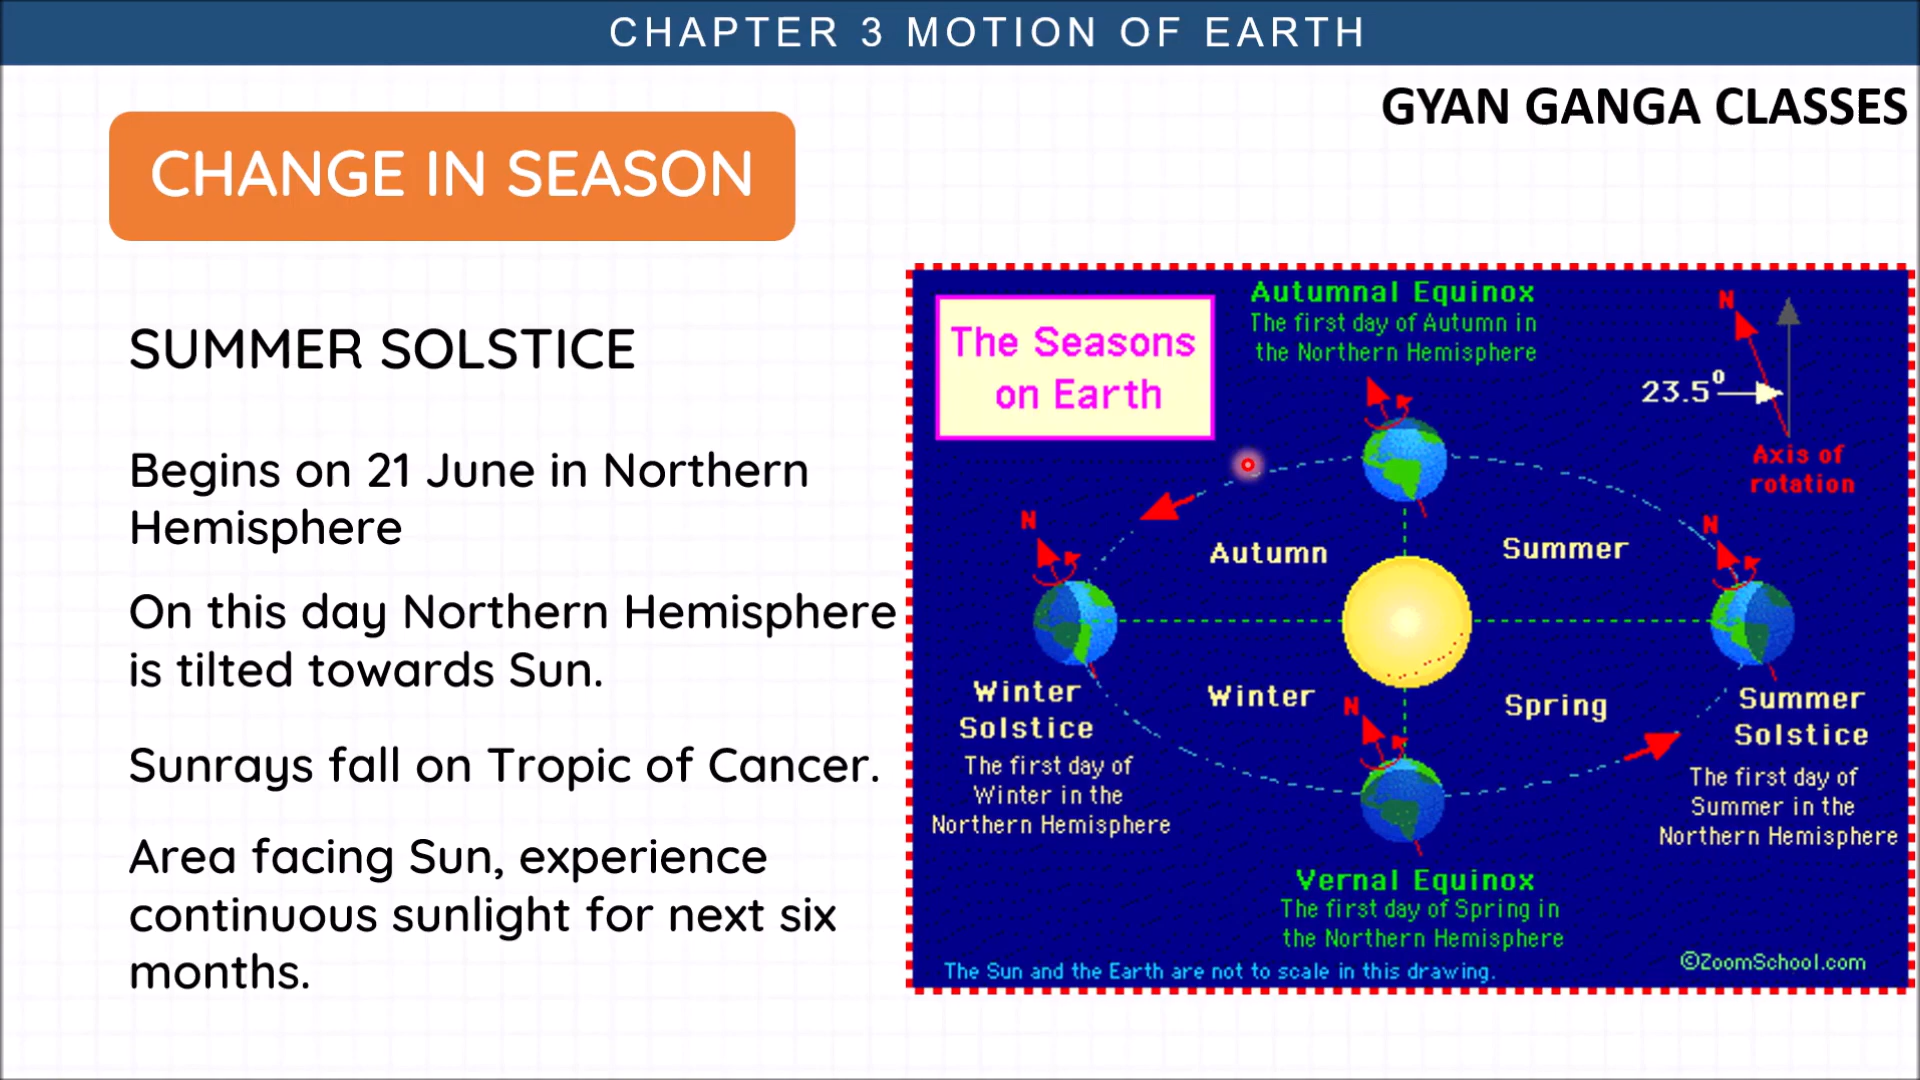 CHAPTER 3 MOTION OF EARTH
GYAN GANGA CLASSES
CHANGE IN SEASON
SUMMER SOLSTICE
Begins on 21 June in Northern
Hemisphere
On this day Northern Hemisphere
is tilted towards Sun.
Sunrays fall on Tropic of Cancer.
Area facing Sun, experience
continuous sunlight for next six
months.
The Seasons
on Earth
Autumnal Equinox
The first day of Autumn in
the Northern Hemisphere
N
23.5°
Axis of
rotation
N
N
Autumn
Summer
Winter
Solstice
The first day of
Winter in the
Northern Hemisphere
Winter
N
Spring
Summer
Solstice
The first day of
Summer in the
Northern Hemisphere
Vernal Equinox
The first day of Spring in
the Northern Hemisphere
The Sun and the Earth are not to scale in this drawing.
©ZoomSchool.com